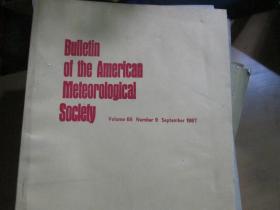 Bulletin
of the American
Meteorological
Society
Volume 68 Number 9 September 1987